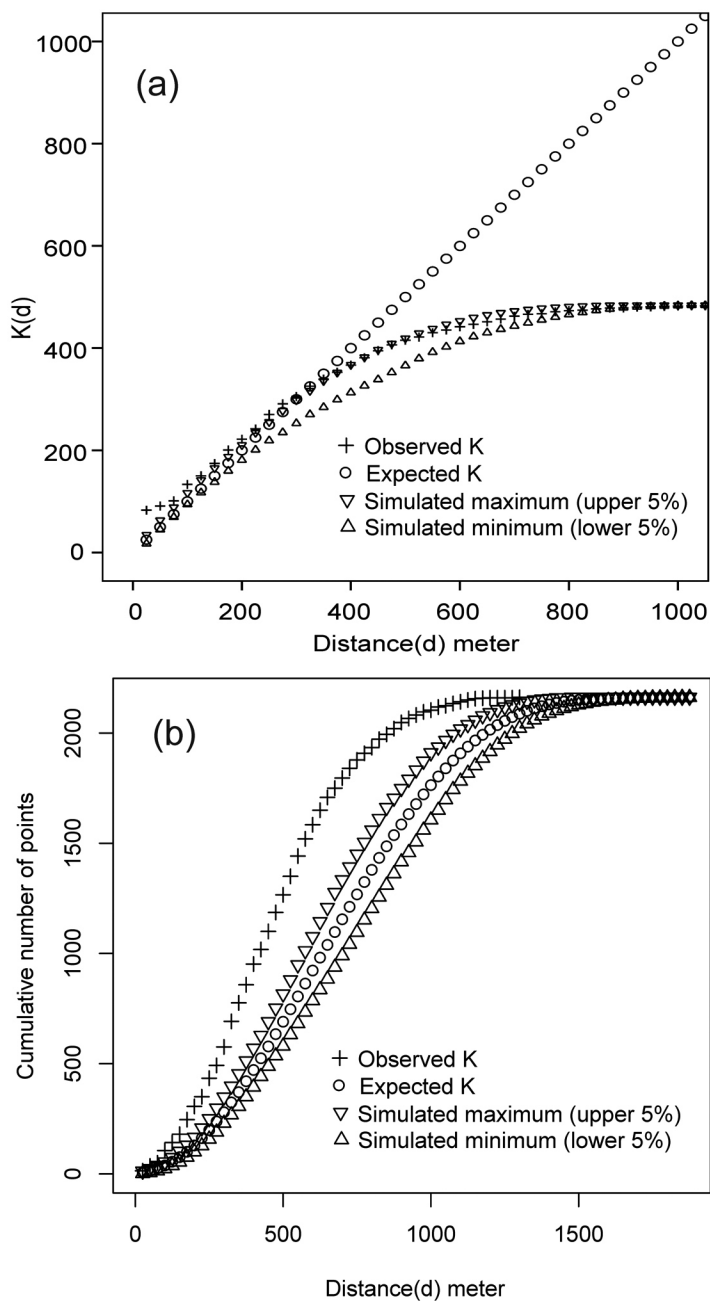 (a)
1000
800
600
400
200
0
K(d)
+ Observed K
○ Expected K
▽ Simulated maximum (upper 5%)
△ Simulated minimum (lower 5%)
0 200 400 600 800 1000
Distance(d) meter
(b)
2000
1500
1000
500
0
Cumulative number of points
+ Observed K
○ Expected K
▽ Simulated maximum (upper 5%)
△ Simulated minimum (lower 5%)
0 500 1000 1500
Distance(d) meter